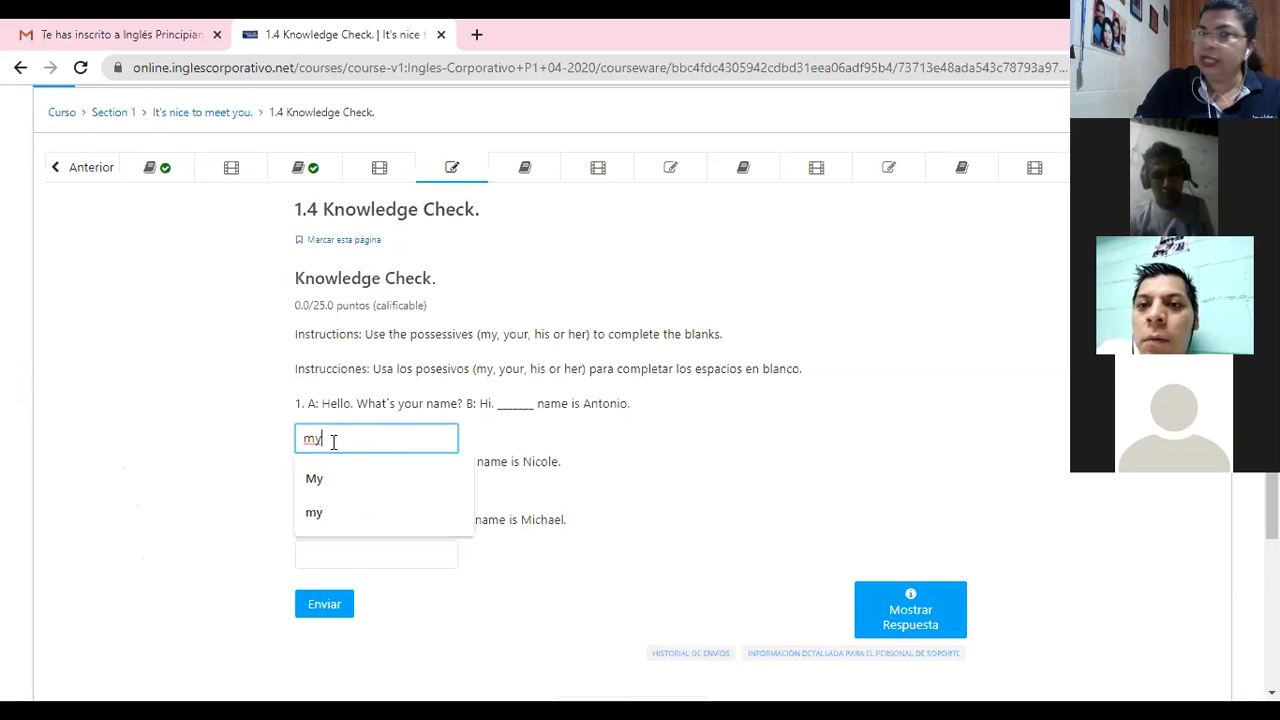 Te has inscrito a Inglés Principian
1.4 Knowledge Check. | It's nice t
online.inglescorporativo.net/courses/course-v1:Ingles-Corporativo+P1+04-2020/courseware/bbc4fdc4305942cdbd31eea06adf95b4/73713e48ada543c78793a97...
Curso > Section 1 > It's nice to meet you. > 1.4 Knowledge Check.
Anterior
1.4 Knowledge Check.
Marcar esta página
Knowledge Check.
0.0/25.0 puntos (calificable)
Instructions: Use the possessives (my, your, his or her) to complete the blanks.
Instrucciones: Usa los posesivos (my, your, his or her) para completar los espacios en blanco.
1. A: Hello. What´s your name? B: Hi. _______ name is Antonio.
my
name is Nicole.
My
my
name is Michael.
Enviar
Mostrar
Respuesta
HISTORIAL DE ENVÍOS
INFORMACIÓN DETALLADA PARA EL PERSONAL DE SOPORTE